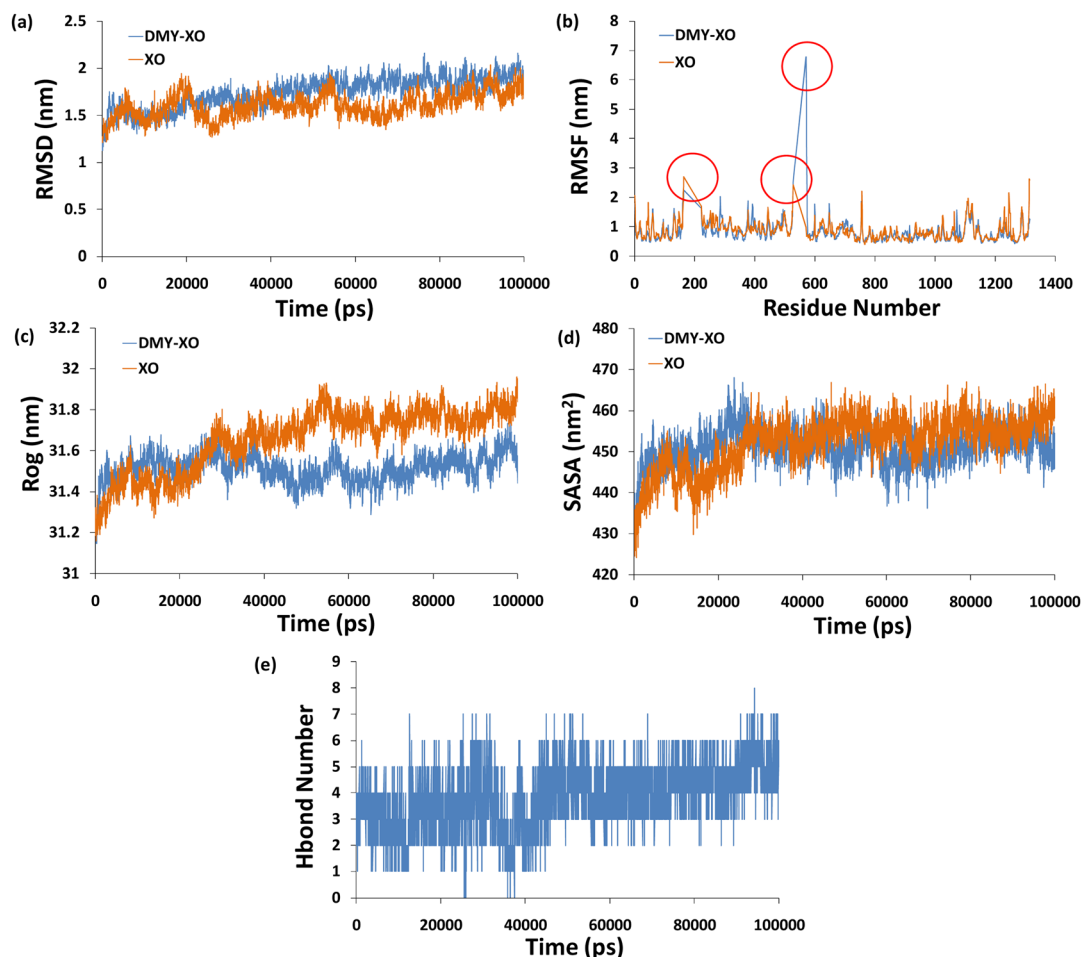 (a)
2.5
2
1.5
1
0.5
0
RMSD (nm)
DMY-XO
XO
0 20000 40000 60000 80000 100000
Time (ps)
(b)
8
7
6
5
4
3
2
1
0
RMSF (nm)
DMY-XO
XO
0 200 400 600 800 1000 1200 1400
Residue Number
(c)
32.2
32
31.8
31.6
31.4
31.2
31
Rog (nm)
DMY-XO
XO
0 20000 40000 60000 80000 100000
Time (ps)
(d)
480
470
460
450
440
430
420
SASA (nm²)
DMY-XO
XO
0 20000 40000 60000 80000 100000
Time (ps)
(e)
9
8
7
6
5
4
3
2
1
0
Hbond Number
0 20000 40000 60000 80000 100000
Time (ps)